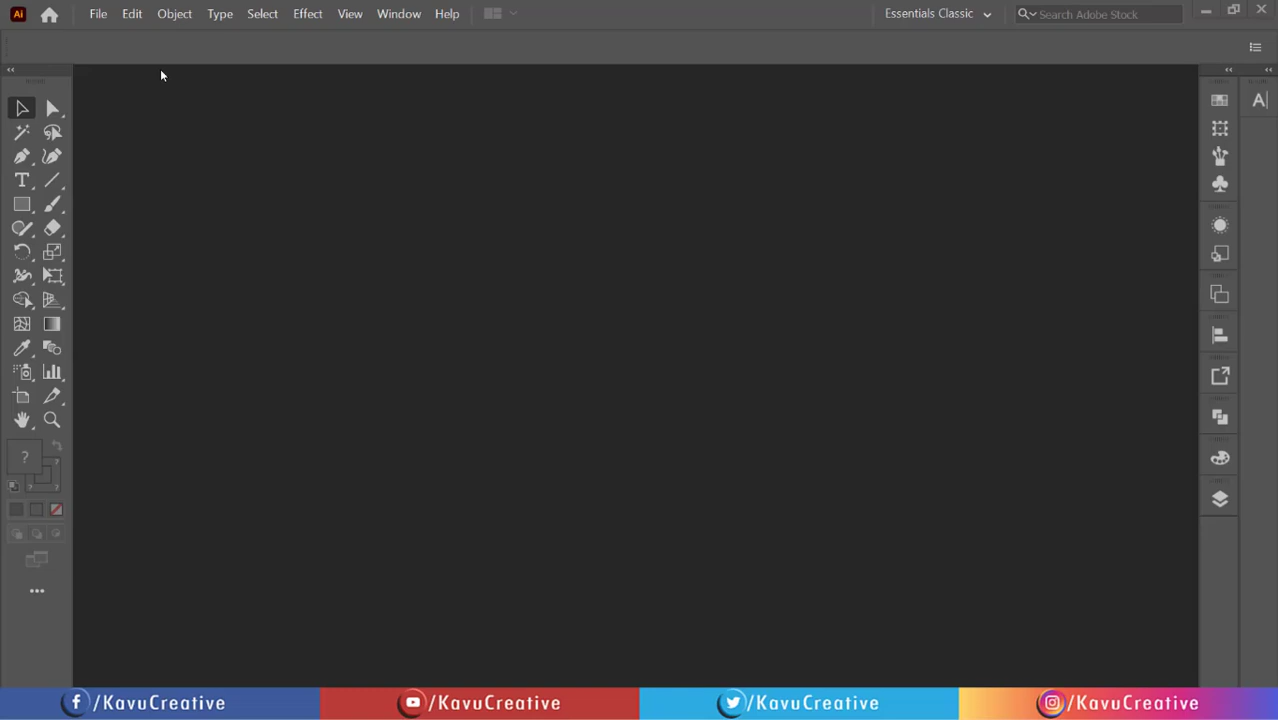 Ai File Edit Object Type Select Effect View Window Help Essentials Classic Search Adobe Stock
A
T
?
?
? ?
/KavuCreative /KavuCreative /KavuCreative /KavuCreative